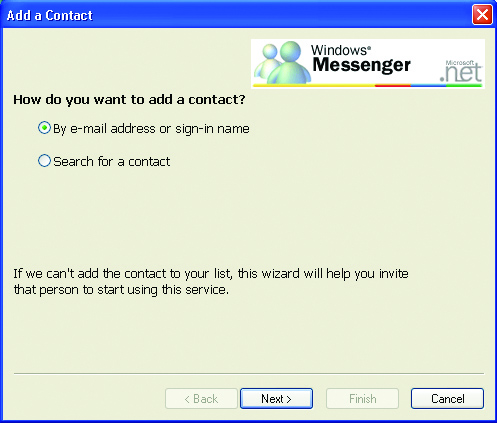 Add a Contact
Windows®
Messenger
Microsoft
.net
How do you want to add a contact?
By e-mail address or sign-in name
Search for a contact
If we can't add the contact to your list, this wizard will help you invite
that person to start using this service.
< Back Next > Finish Cancel